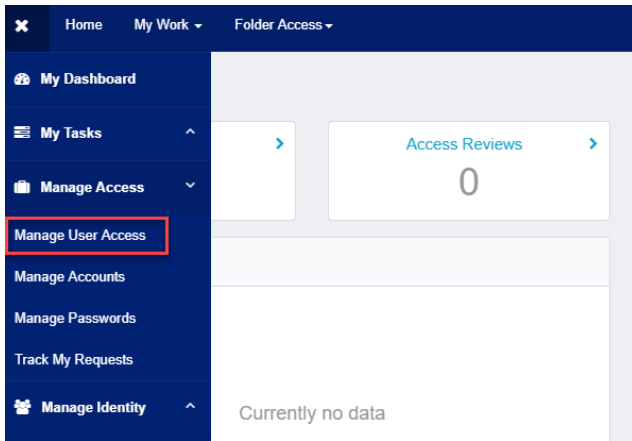 Home My Work Folder Access
My Dashboard
My Tasks
Access Reviews
0
Manage Access
Manage User Access
Manage Accounts
Manage Passwords
Track My Requests
Manage Identity
Currently no data